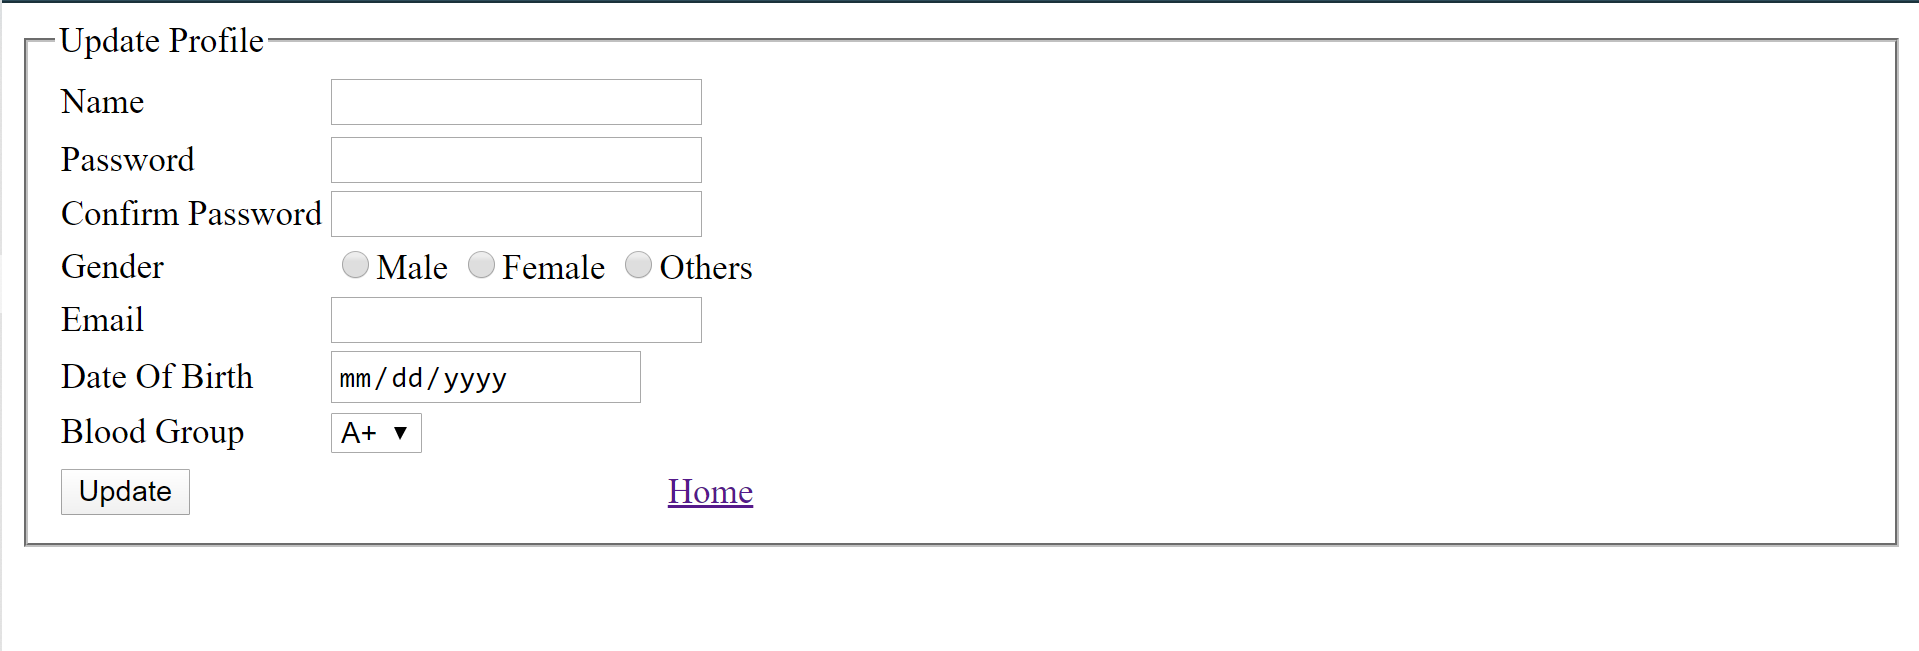 Update Profile
Name
Password
Confirm Password
Gender Male Female Others
Email
Date Of Birth mm/dd/yyyy
Blood Group A+
Update Home